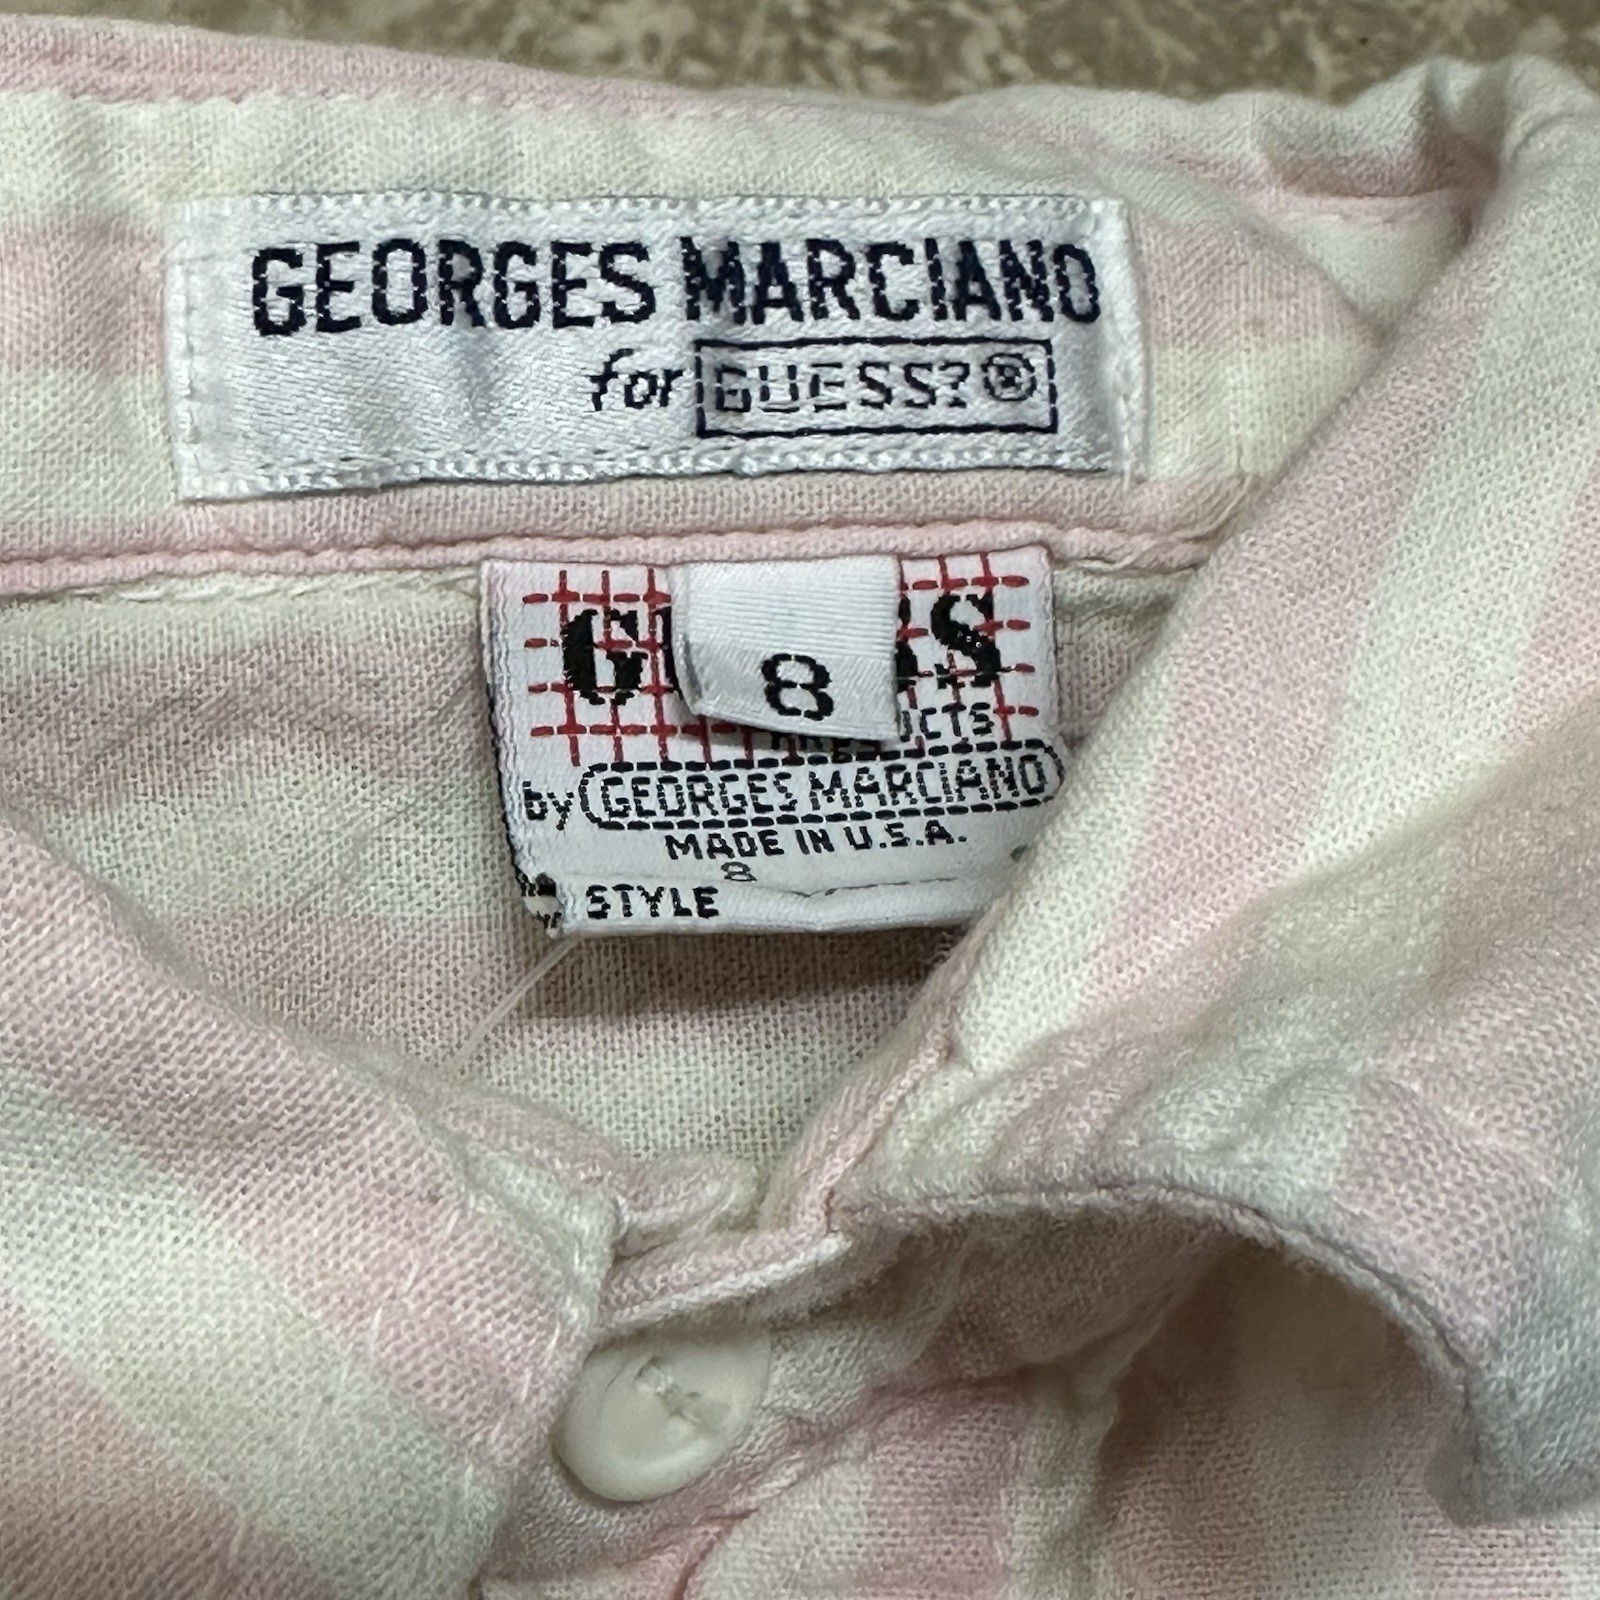 GEORGES MARCIANO
for GUESS?®
8
by GEORGES MARCIANO
MADE IN U.S.A.
8
STYLE